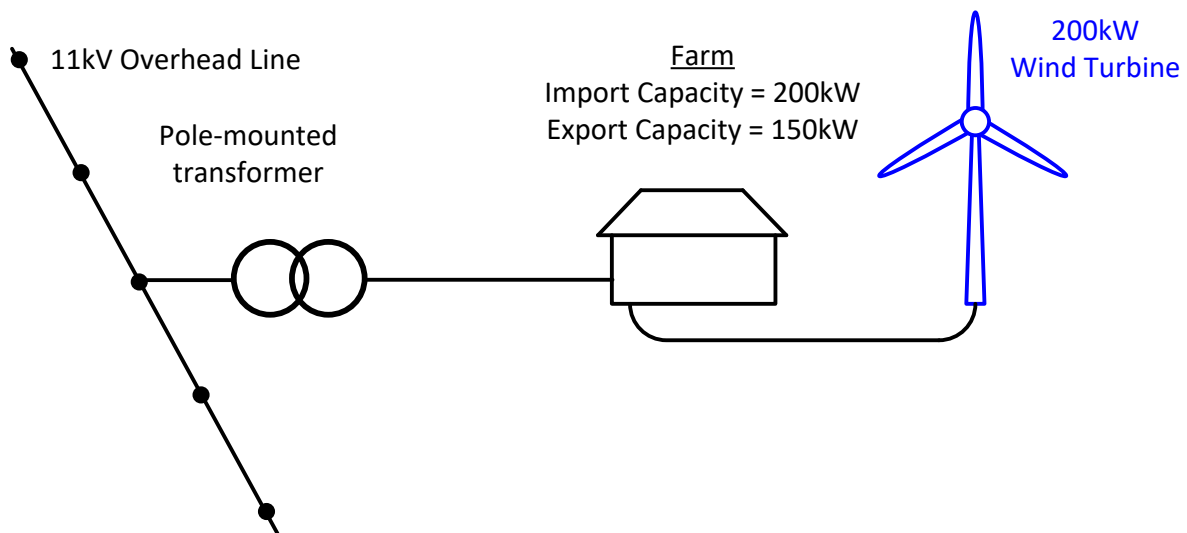 11kV Overhead Line
Pole-mounted
transformer
Farm
Import Capacity = 200kW
Export Capacity = 150kW
200kW
Wind Turbine